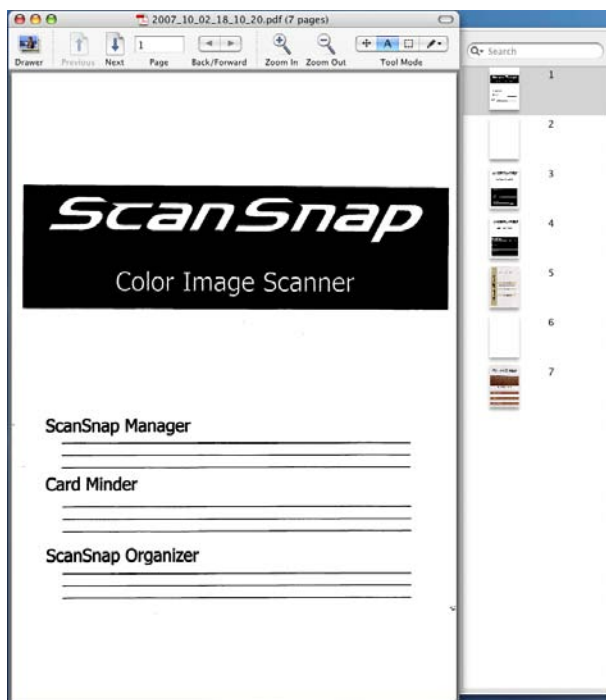 2007_10_02_18_10_20.pdf (7 pages)
1
Drawer Previous Next Page Back/Forward Zoom In Zoom Out Tool Mode
A
Search
1
2
3
4
5
6
7
ScanSnap
Color Image Scanner
ScanSnap Manager
Card Minder
ScanSnap Organizer